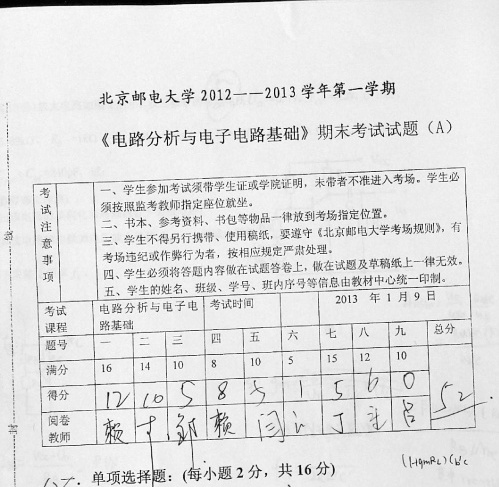 北京邮电大学 2012——2013 学年第一学期
《电路分析与电子电路基础》期末考试试题（A）
考试注意事项
一、学生参加考试须带学生证或学院证明，未带者不准进入考场。学生必
须按照监考教师指定座位就坐。
二、书本、参考资料、书包等物品一律放到考场指定位置。
三、学生不得另行携带、使用稿纸，要遵守《北京邮电大学考场规则》，有
考场违纪或作弊行为者，按相应规定严肃处理。
四、学生必须将答题内容做在试题答卷上，做在试题及草稿纸上一律无效。
五、学生的姓名、班级、学号、班内序号等信息由教材中心统一印制。
考试课程 电路分析与电子电路基础 考试时间 2013 年 1 月 9 日
题号 一 二 三 四 五 六 七 八 九 总分
满分 16 14 10 8 10 5 15 12 10
得分 12 10 5 8 5 1 5 6 0 52
阅卷教师 赖 郭 赖 闫 丁 王 吕
单项选择题：(每小题 2 分，共 16 分)